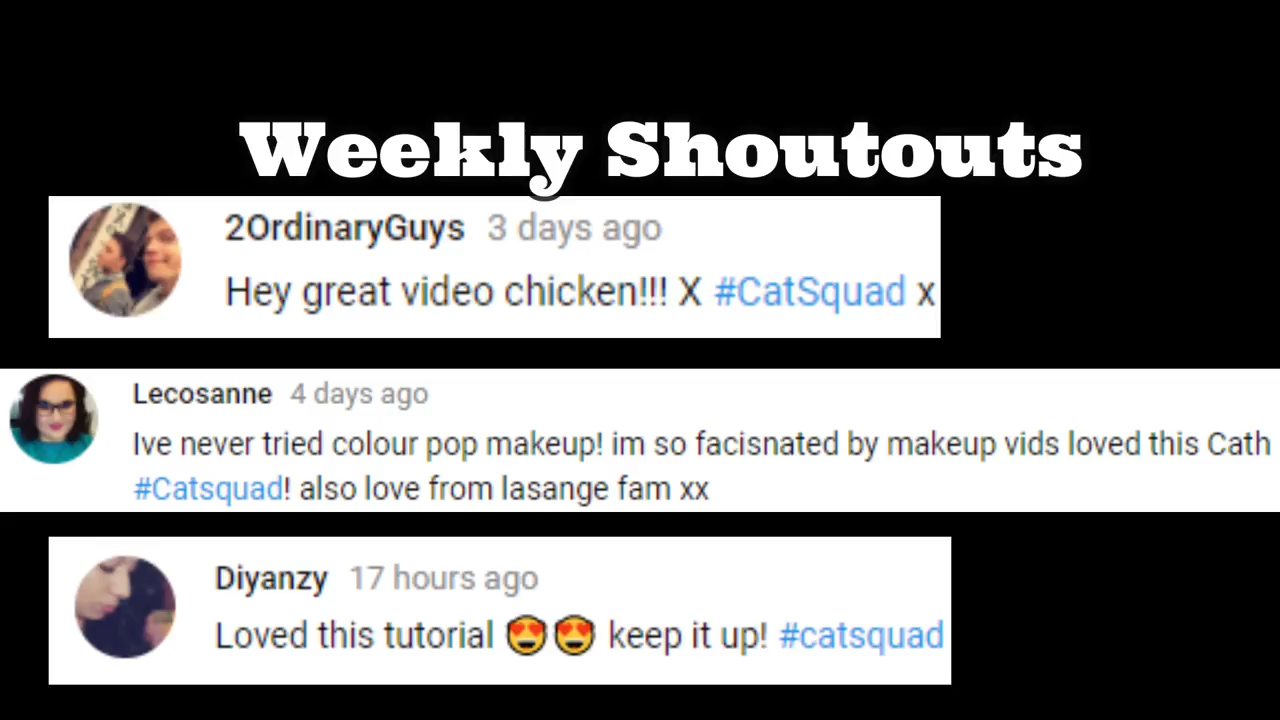 Weekly Shoutouts
2OrdinaryGuys 3 days ago
Hey great video chicken!!! X #CatSquad x
Lecosanne 4 days ago
Ive never tried colour pop makeup! im so facisnated by makeup vids loved this Cath
#Catsquad! also love from lasange fam xx
Diyanzy 17 hours ago
Loved this tutorial 😍😍 keep it up! #catsquad